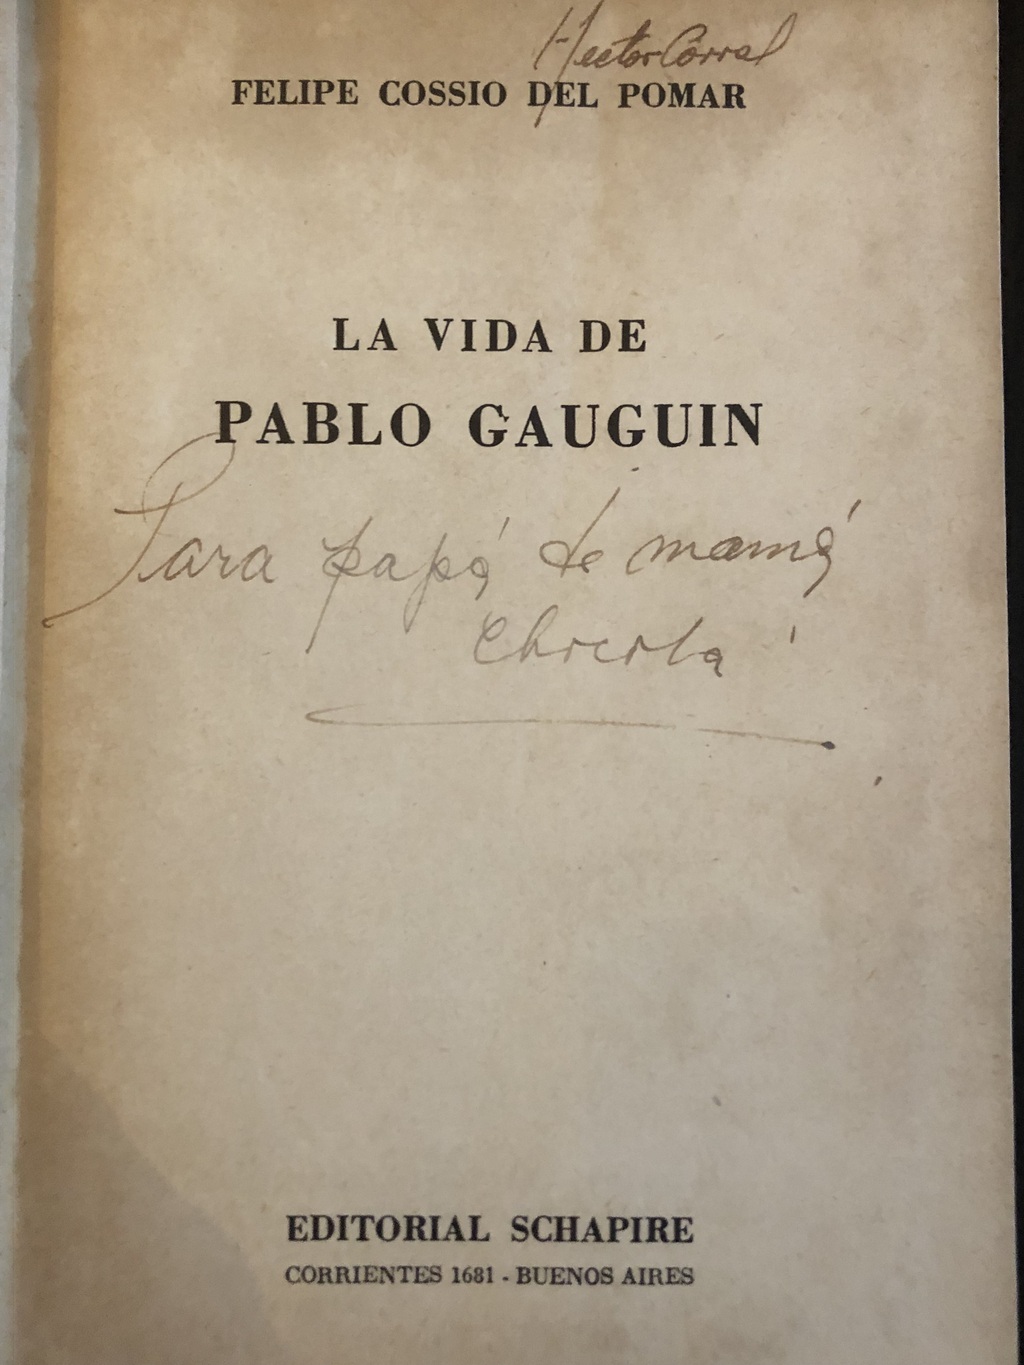 Hector Corral
FELIPE COSSIO DEL POMAR
LA VIDA DE
PABLO GAUGUIN
Para papá de mamá
EDITORIAL SCHAPIRE
CORRIENTES 1681 - BUENOS AIRES